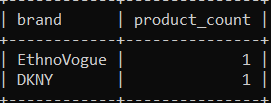 +-------------+---------------+
| brand       | product_count |
+-------------+---------------+
| EthnoVogue  |             1 |
| DKNY        |             1 |
+-------------+---------------+